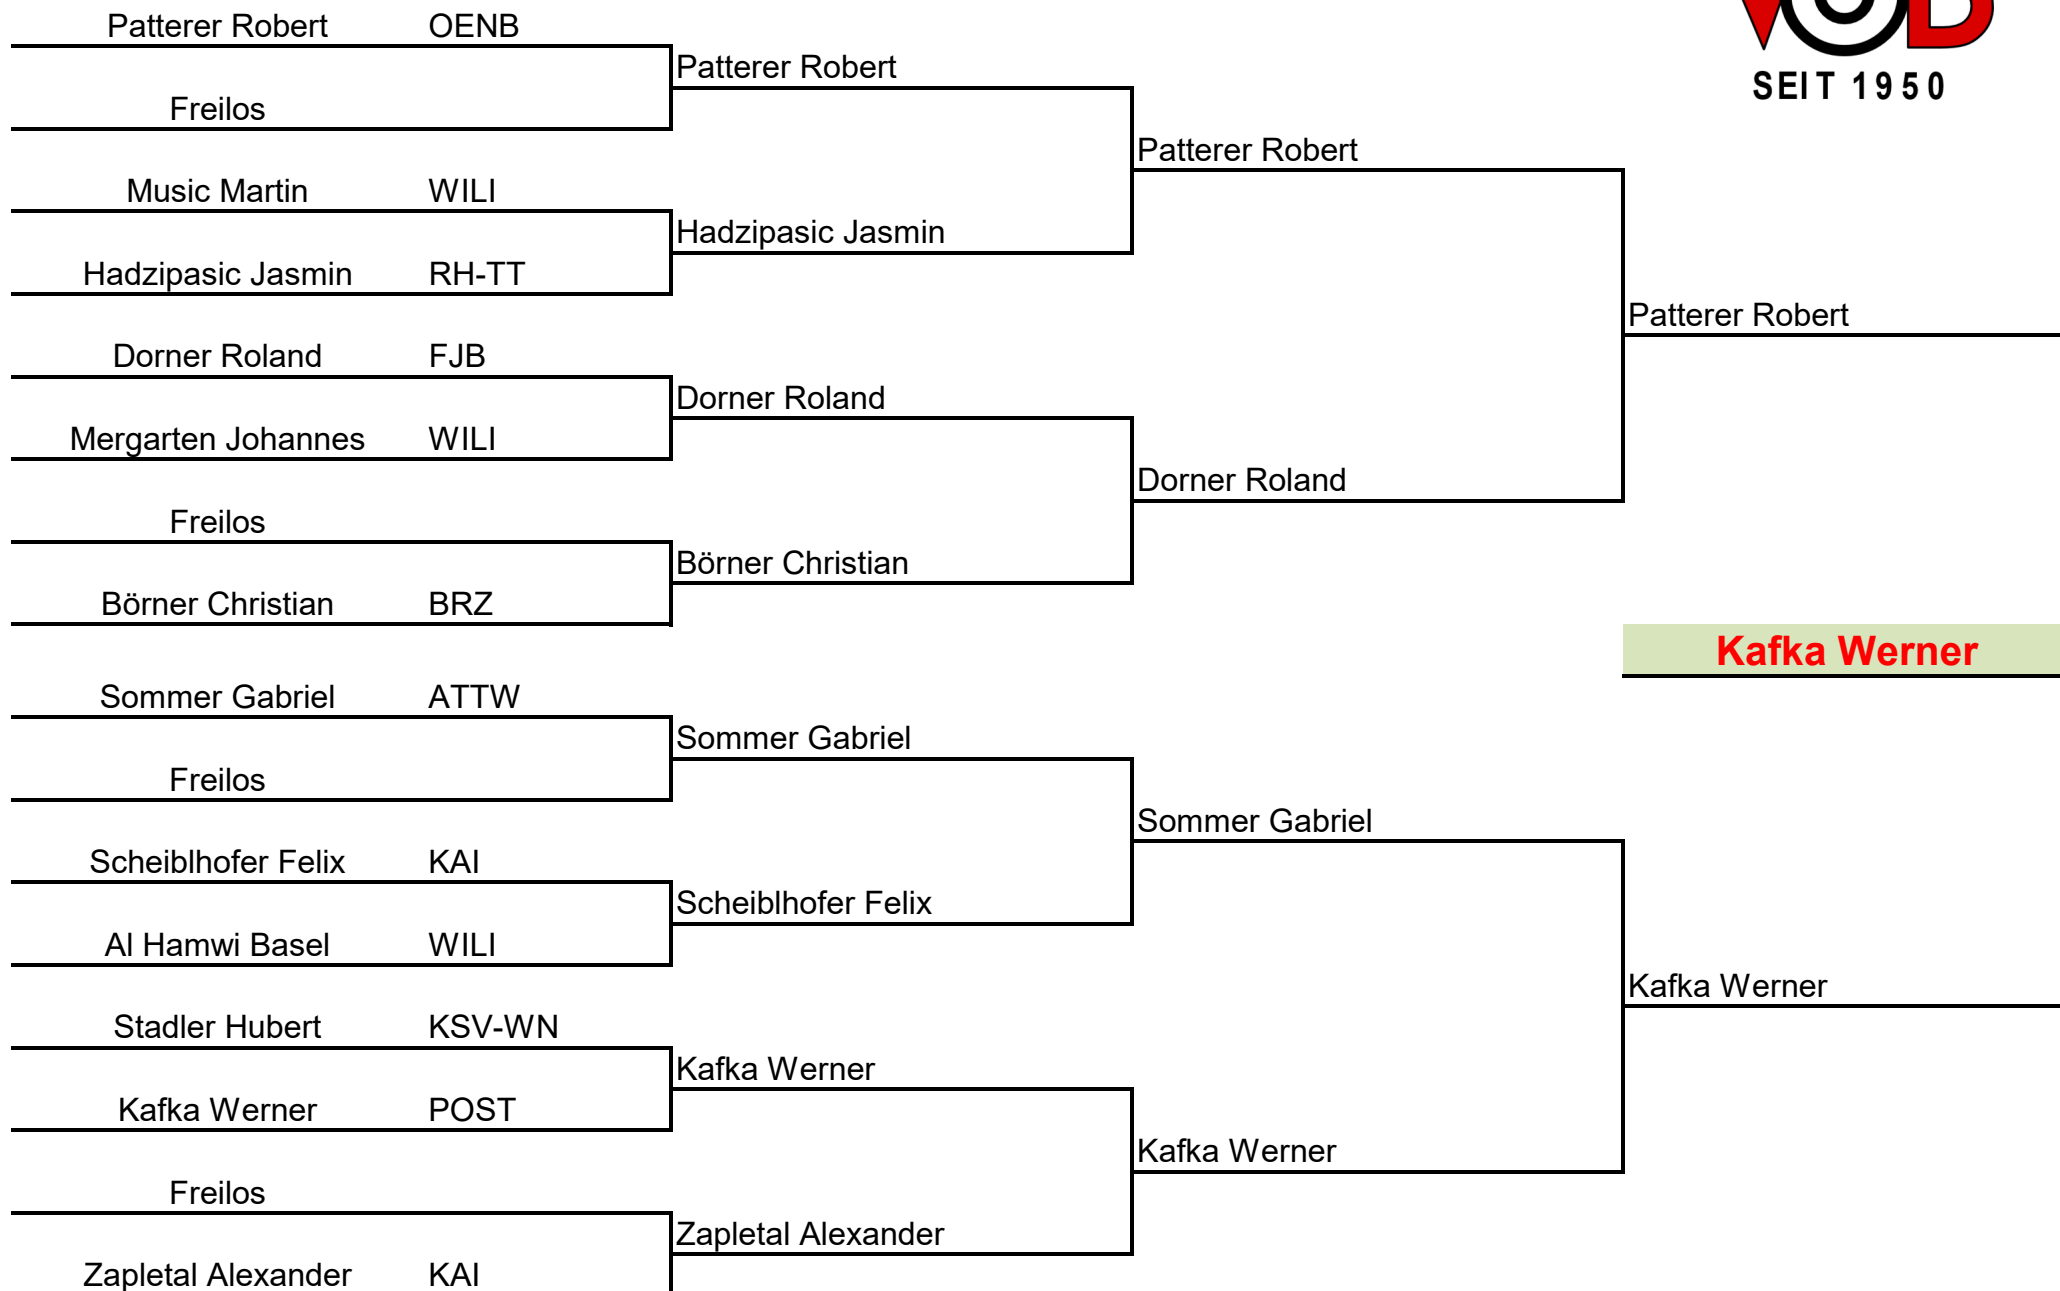 Patterer Robert OENB
Patterer Robert
SEIT 1950
Freilos
Patterer Robert
Music Martin WILI
Hadzipasic Jasmin
Hadzipasic Jasmin RH-TT
Patterer Robert
Dorner Roland FJB
Dorner Roland
Mergarten Johannes WILI
Dorner Roland
Freilos
Börner Christian
Börner Christian BRZ
Kafka Werner
Sommer Gabriel ATTW
Sommer Gabriel
Freilos
Sommer Gabriel
Scheiblhofer Felix KAI
Scheiblhofer Felix
Al Hamwi Basel WILI
Kafka Werner
Stadler Hubert KSV-WN
Kafka Werner
Kafka Werner POST
Kafka Werner
Freilos
Zapletal Alexander
Zapletal Alexander KAI